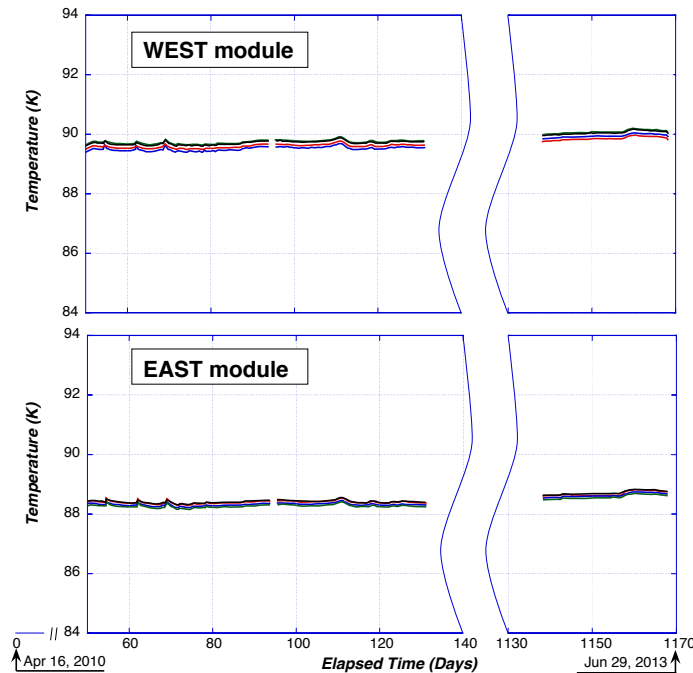 94
WEST module
92
90
88
86
84
Temperature (K)
94
EAST module
92
90
88
86
84
Temperature (K)
0 // 60 80 100 120 140 1130 1150 1170
Apr 16, 2010 Elapsed Time (Days) Jun 29, 2013